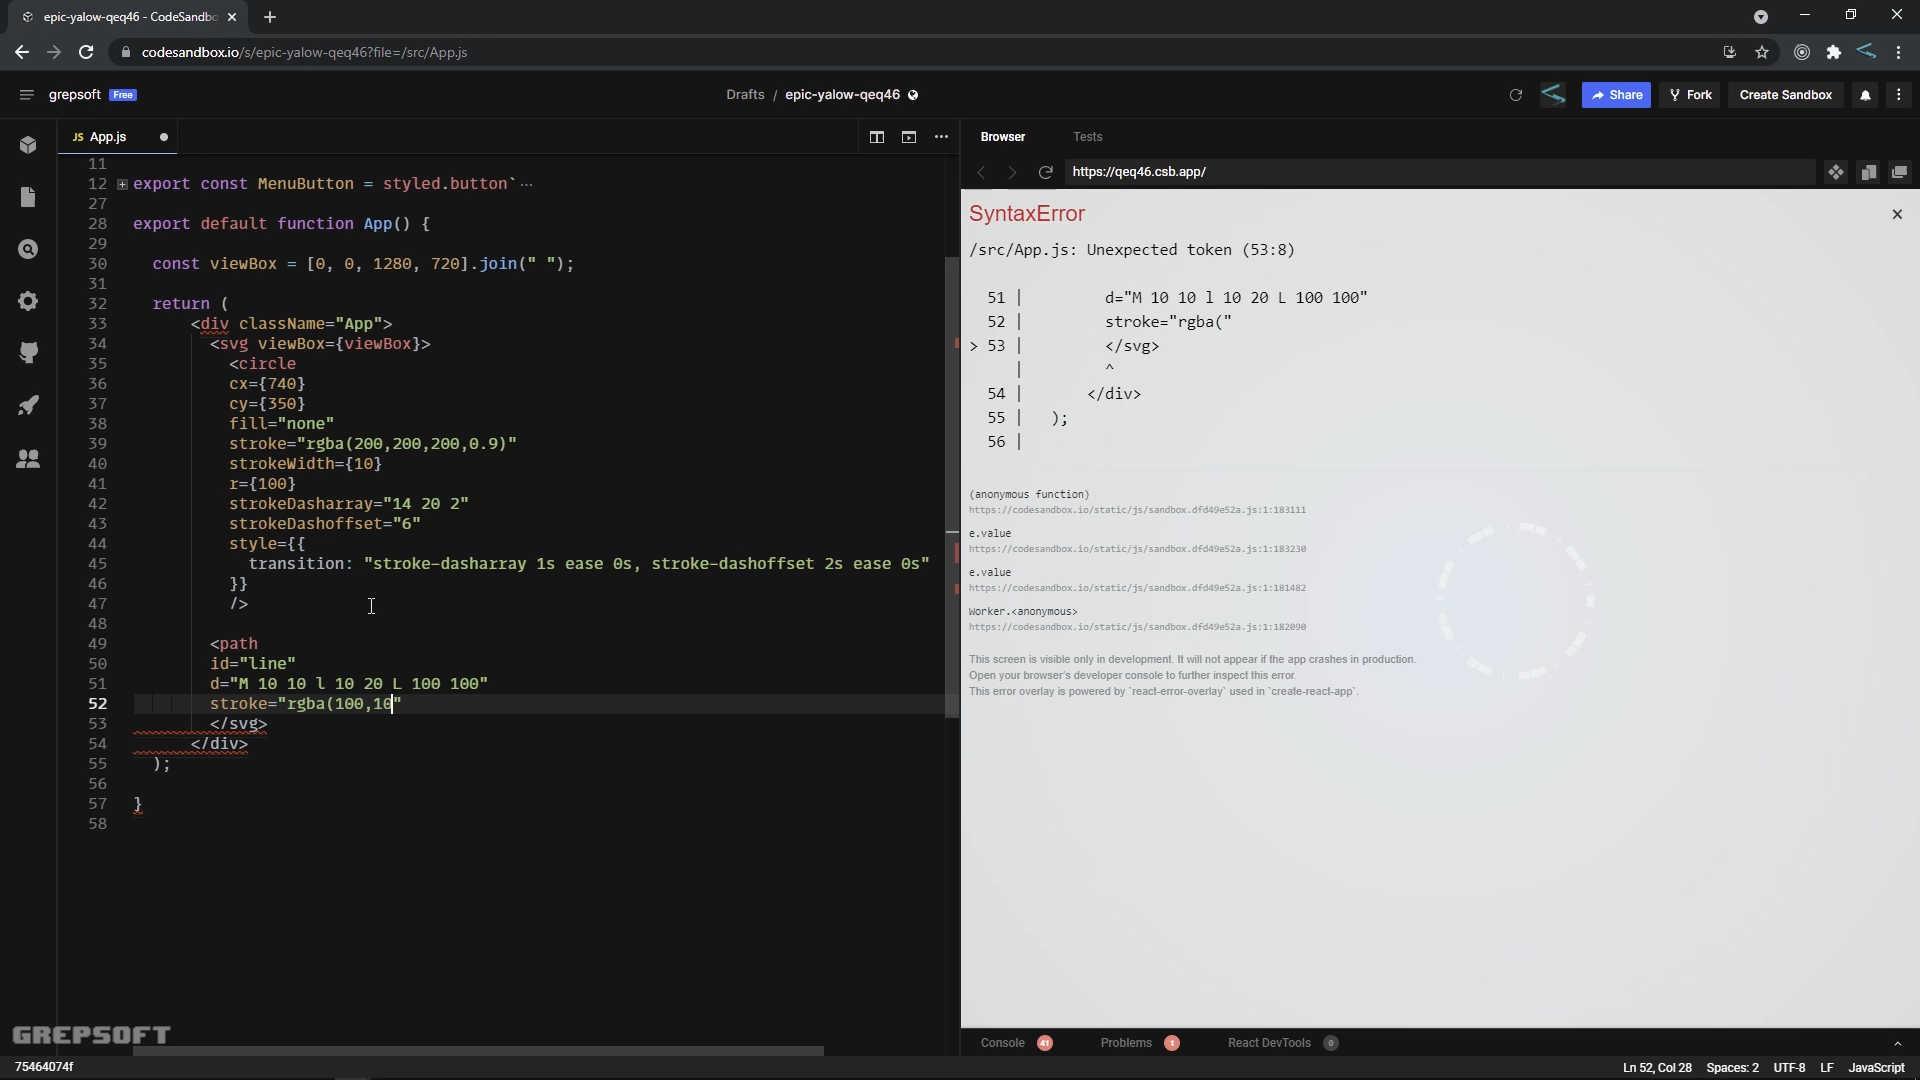 epic-yalow-qeq46 - CodeSandbo
codesandbox.io/s/epic-yalow-qeq46?file=/src/App.js
grepsoft Free
Drafts / epic-yalow-qeq46
Share
Fork
Create Sandbox
JS App.js
11
12 export const MenuButton = styled.button`…
27
28 export default function App() {
29
30 const viewBox = [0, 0, 1280, 720].join(" ");
31
32 return (
33 <div className="App">
34 <svg viewBox={viewBox}>
35 <circle
36 cx={740}
37 cy={350}
38 fill="none"
39 stroke="rgba(200,200,200,0.9)"
40 strokeWidth={10}
41 r={100}
42 strokeDasharray="14 20 2"
43 strokeDashoffset="6"
44 style={{
45 transition: "stroke-dasharray 1s ease 0s, stroke-dashoffset 2s ease 0s"
46 }}
47 />
48
49 <path
50 id="line"
51 d="M 10 10 l 10 20 L 100 100"
52 stroke="rgba(100,10"
53 </svg>
54 </div>
55 );
56
57 }
58
GREPSOFT
Browser Tests
https://qeq46.csb.app/
SyntaxError
/src/App.js: Unexpected token (53:8)
51 | d="M 10 10 l 10 20 L 100 100"
52 | stroke="rgba("
> 53 | </svg>
| ^
54 | </div>
55 | );
56 |
(anonymous function)
https://codesandbox.io/static/js/sandbox.dfd49e52a.js:1:183111
e.value
https://codesandbox.io/static/js/sandbox.dfd49e52a.js:1:183230
e.value
https://codesandbox.io/static/js/sandbox.dfd49e52a.js:1:181482
Worker.<anonymous>
https://codesandbox.io/static/js/sandbox.dfd49e52a.js:1:182090
This screen is visible only in development. It will not appear if the app crashes in production.
Open your browser's developer console to further inspect this error.
This error overlay is powered by `react-error-overlay` used in `create-react-app`.
Console 41 Problems 1 React DevTools 0
75464074f
Ln 52, Col 28 Spaces: 2 UTF-8 LF JavaScript